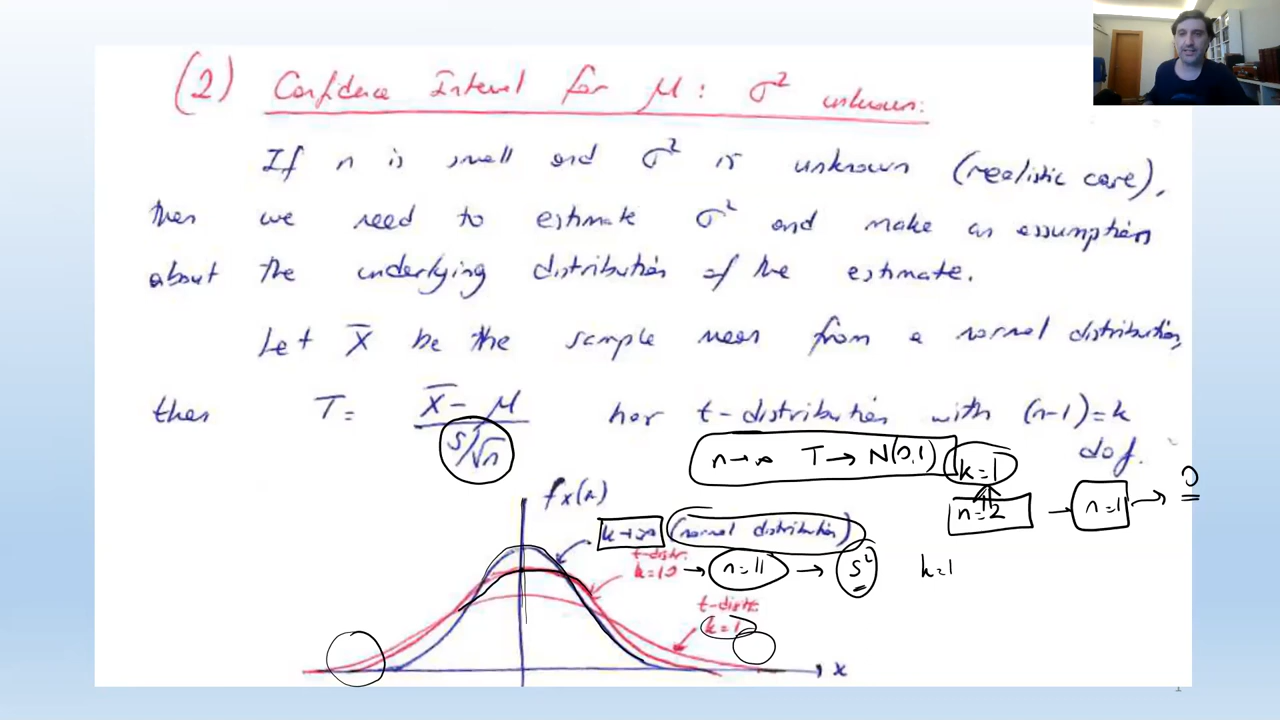 (2) Confidence Interval for μ: σ² unknown:
If n is small and σ² is unknown (realistic case),
then we need to estimate σ² and make an assumption
about the underlying distribution of the estimate.
Let X̄ be the sample mean from a normal distribution,
then T = (X̄ - μ) / (S/√n) has t-distribution with (n-1)=k
dof.
n→∞ T→N(0,1) k=1
n=2 → n=1 → 0
fx(x)
k→∞ (normal distribution)
t-distr.
k=10 → n=11 → s² k=1
t-distr.
k=1
x
1